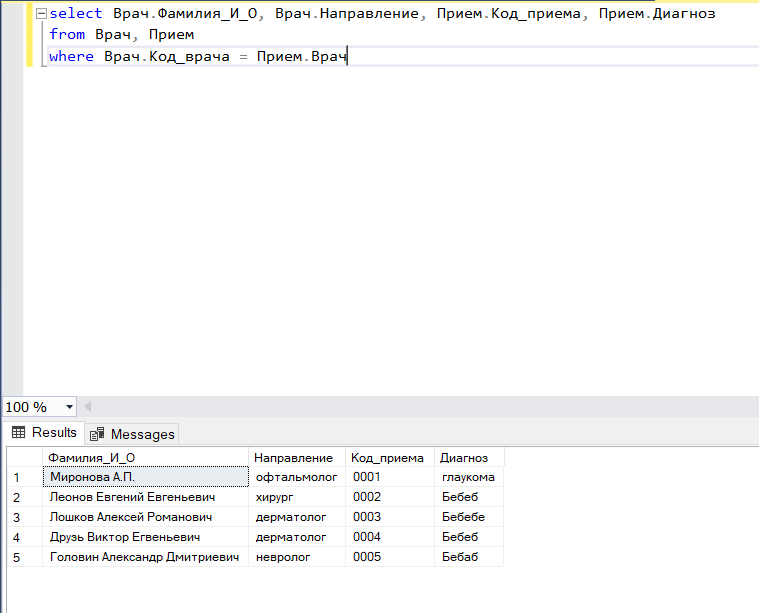 select Врач.Фамилия_И_О, Врач.Направление, Прием.Код_приема, Прием.Диагноз
from Врач, Прием
where Врач.Код_врача = Прием.Врач
100 %
Results Messages
Фамилия_И_О Направление Код_приема Диагноз
1 Миронова А.П. офтальмолог 0001 глаукома
2 Леонов Евгений Евгеньевич хирург 0002 Бебеб
3 Лошков Алексей Романович дерматолог 0003 Бебебе
4 Друзь Виктор Егвеньевич дерматолог 0004 Бебеб
5 Головин Александр Дмитриевич невролог 0005 Бебаб